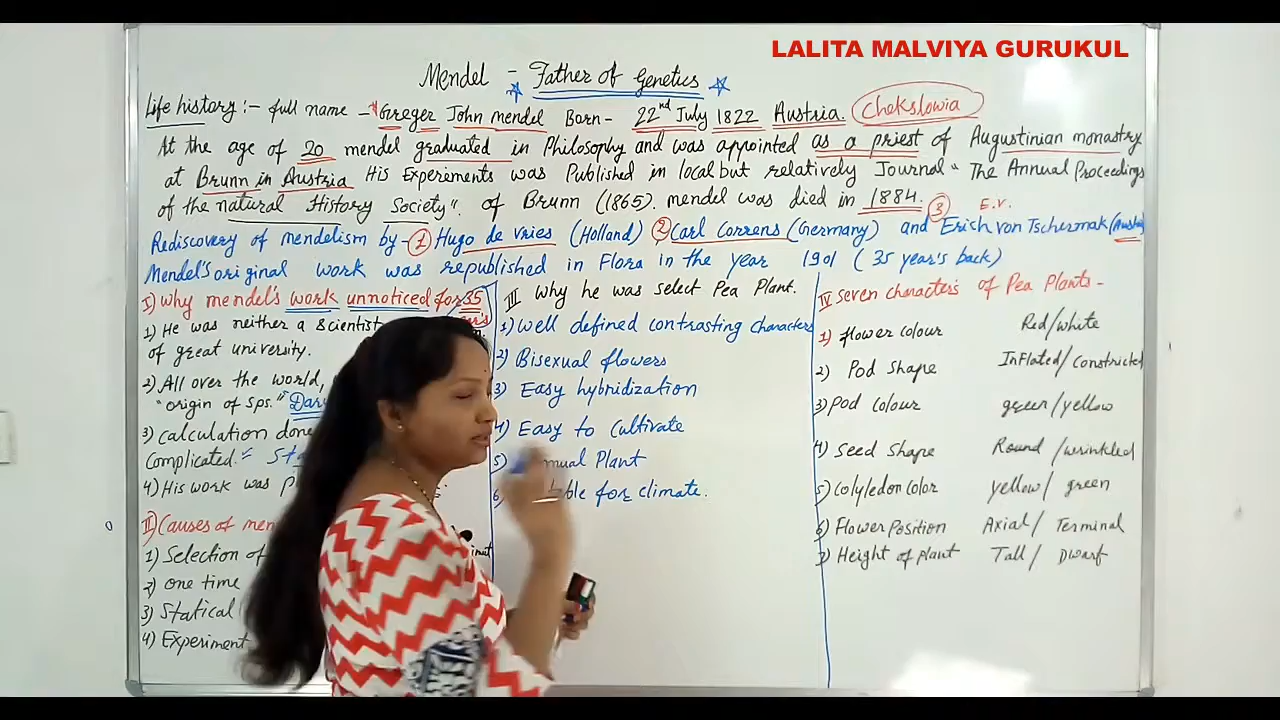 LALITA MALVIYA GURUKUL
Mendel - Father of Genetics
Life history :- full name - Greger John mendel Born- 22nd July 1822 Austria. Chekslowia
At the age of 20 mendel graduated in Philosophy and was appointed as a priest of Augustinian monastry
at Brunn in Austria His Experements was Published in local but relatively Journal "The Annual Proceedings
of the natural History Society". of Brunn (1865). mendel was died in 1884. E.V.
Rediscovery of mendelism by- 1 Hugo de vries (Holland) 2 Carl correns (Germany) and 3 Erich von Tschermak (Austria
Mendel's original work was republished in Flora in the year 1901 (35 year's back)
I) Why mendel's work unnoticed for 35
1) He was neither a Scientist
of great university.
2) All over the world,
"origin of Sps."
3) calculation done
complicated.
4) His work was
II) Causes of
1) Selection of
2) one time
3) Statical
4) Experiment
III Why he was select Pea Plant.
1) Well defined contrasting Characters
2) Bisexual flowers
3) Easy hybridization
4) Easy to Cultivate
5) Plant
6) for climate.
IV Seven character's of Pea Plants-
1) flower colour Red/white
2) Pod Shape Inflated/constricted
3) Pod colour green/yellow
4) Seed Shape Round/wrinkled
5) Colyledon Color yellow/green
6) Flower Position Axial/Terminal
7) Height of plant Tall/Dwarf